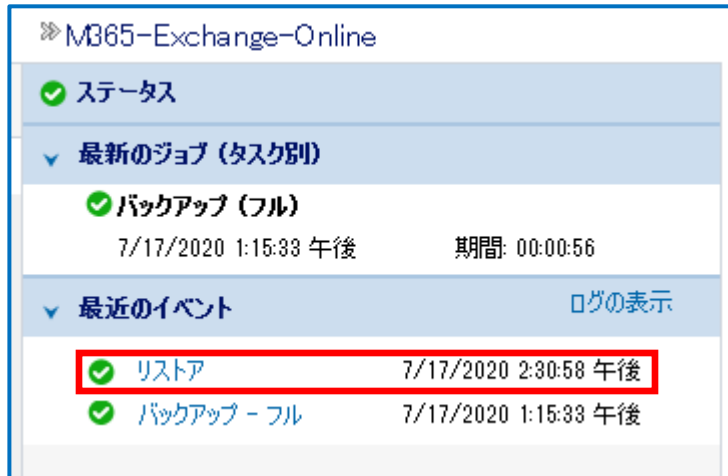 M365-Exchange-Online
ステータス
最新のジョブ (タスク別)
バックアップ (フル)
7/17/2020 1:15:33 午後 期間: 00:00:56
最近のイベント ログの表示
リストア 7/17/2020 2:30:58 午後
バックアップ - フル 7/17/2020 1:15:33 午後